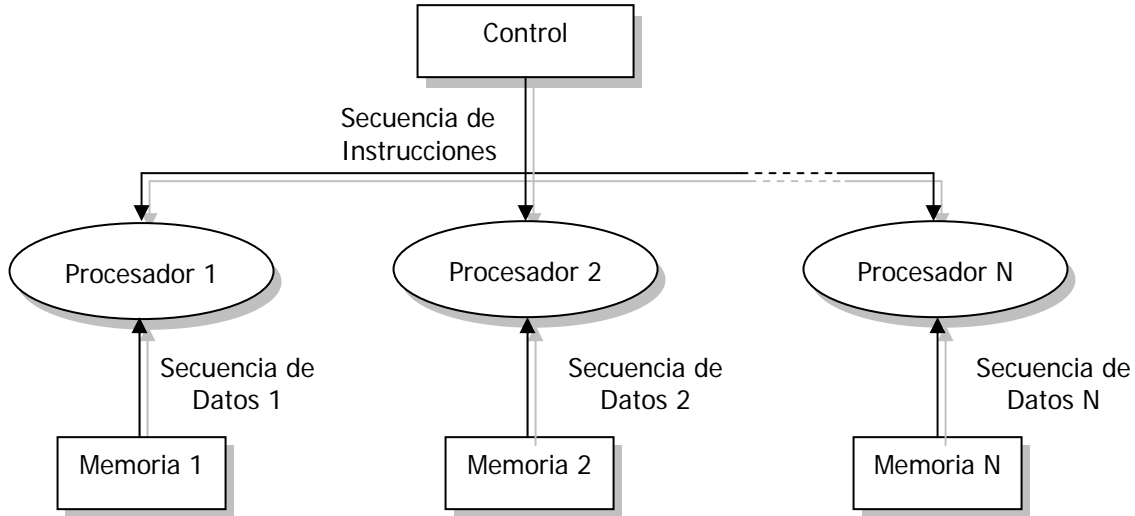 Control
Secuencia de
Instrucciones
Procesador 1
Procesador 2
Procesador N
Secuencia de
Datos 1
Secuencia de
Datos 2
Secuencia de
Datos N
Memoria 1
Memoria 2
Memoria N